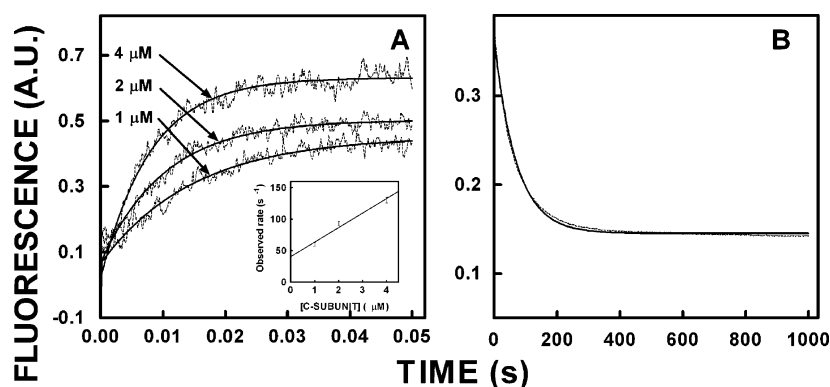 FLUORESCENCE (A.U.)
0.7
0.5
0.3
0.1
-0.1
A
4 µM
2 µM
1 µM
Observed rate (s -1)
150
100
50
0
0 1 2 3 4
[C-SUBUNIT] ( µM)
0.00 0.01 0.02 0.03 0.04 0.05
B
0.3
0.2
0.1
0 200 400 600 800 1000
TIME (s)